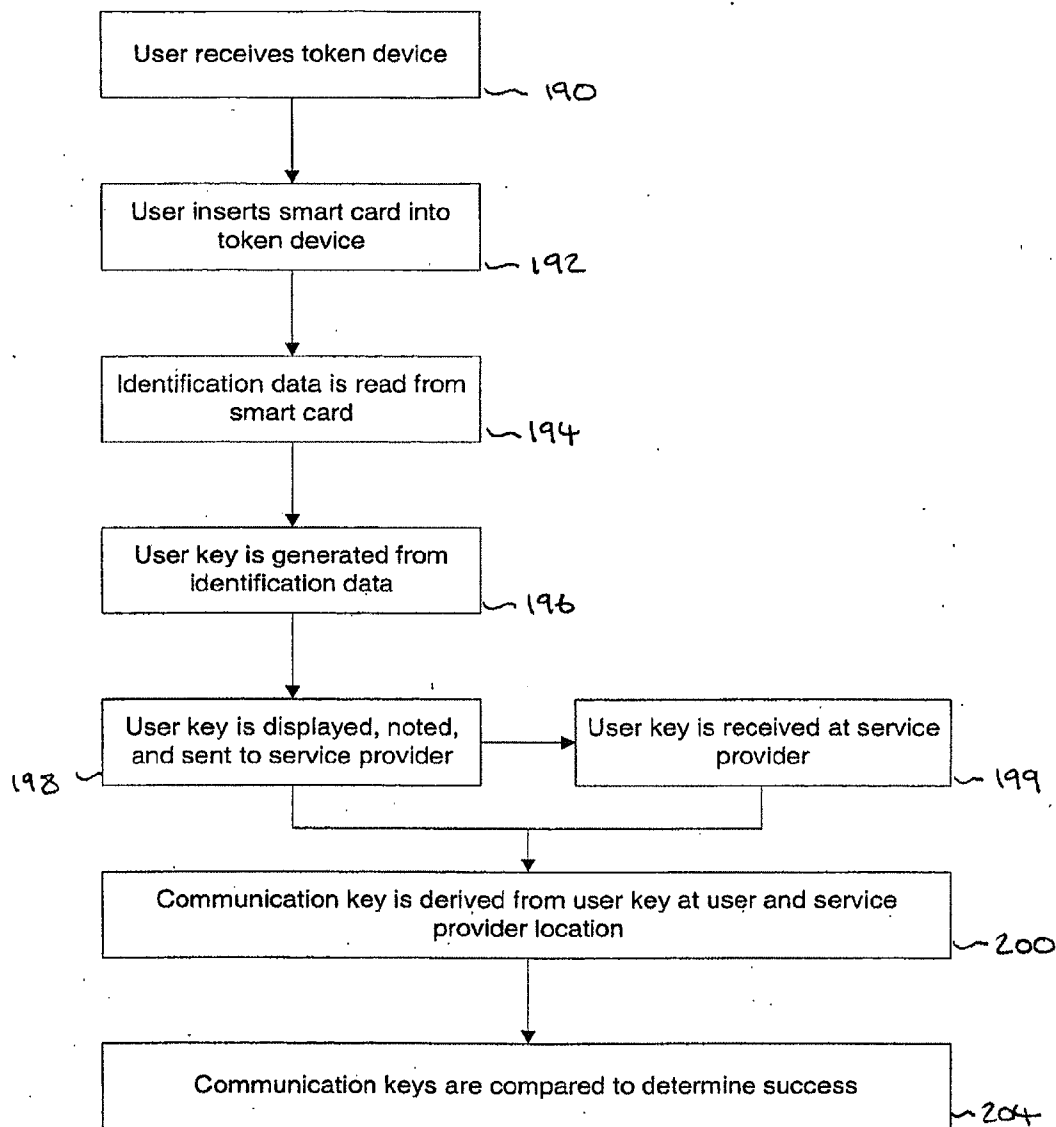 User receives token device
190
User inserts smart card into
token device
192
Identification data is read from
smart card
194
User key is generated from
identification data
196
User key is displayed, noted,
and sent to service provider
198
User key is received at service
provider
199
Communication key is derived from user key at user and service
provider location
200
Communication keys are compared to determine success
204